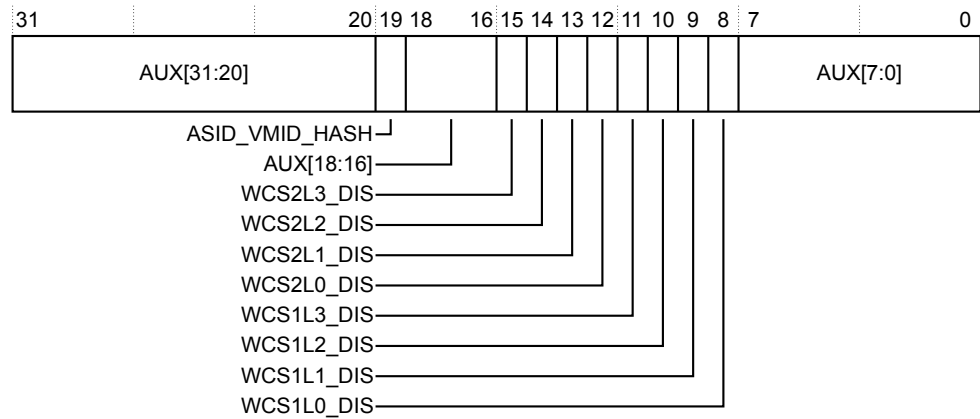 31 20 19 18 16 15 14 13 12 11 10 9 8 7 0
AUX[31:20] AUX[7:0]
ASID_VMID_HASH
AUX[18:16]
WCS2L3_DIS
WCS2L2_DIS
WCS2L1_DIS
WCS2L0_DIS
WCS1L3_DIS
WCS1L2_DIS
WCS1L1_DIS
WCS1L0_DIS